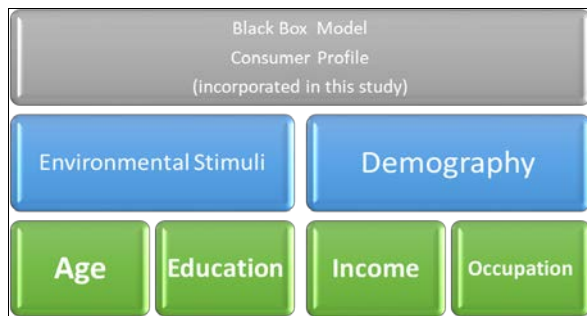 Black Box Model
Consumer Profile
(incorporated in this study)
Environmental Stimuli
Demography
Age
Education
Income
Occupation